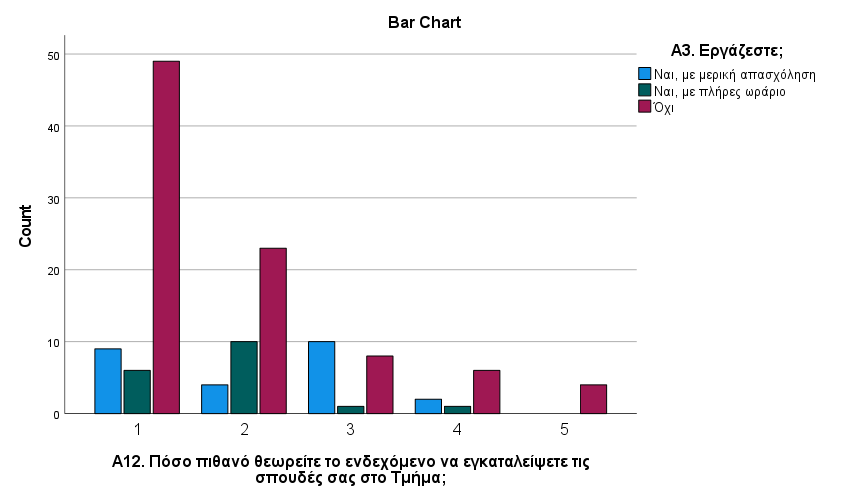 Bar Chart
A3. Εργάζεστε;
Ναι, με μερική απασχόληση
Ναι, με πλήρες ωράριο
Όχι
50
40
30
20
10
0
Count
1 2 3 4 5
A12. Πόσο πιθανό θεωρείτε το ενδεχόμενο να εγκαταλείψετε τις
σπουδές σας στο Τμήμα;